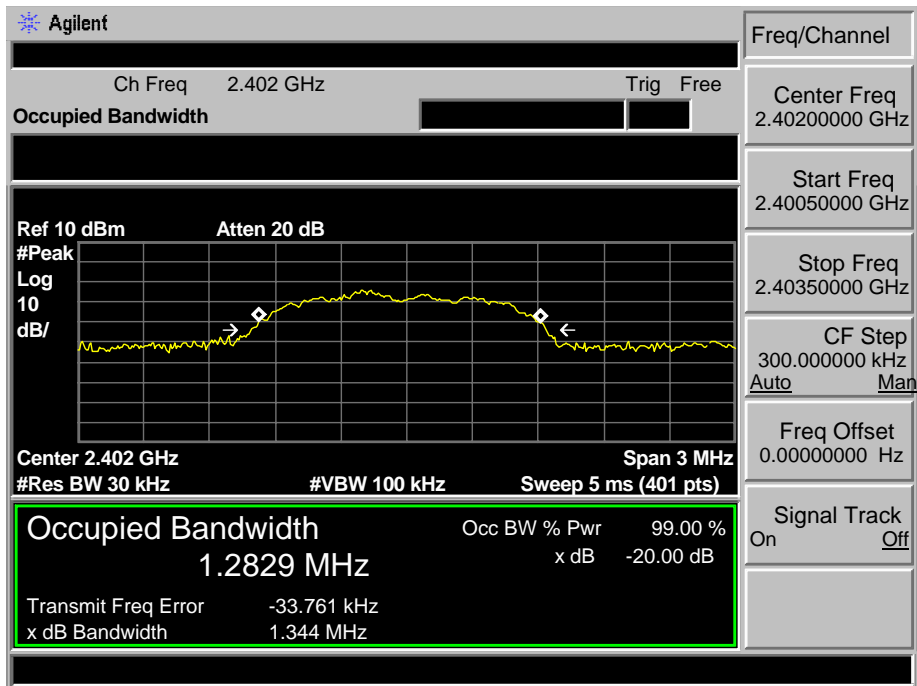 Agilent
Freq/Channel
Ch Freq 2.402 GHz Trig Free
Occupied Bandwidth
Center Freq
2.40200000 GHz
Start Freq
2.40050000 GHz
Stop Freq
2.40350000 GHz
CF Step
300.000000 kHz
Auto Man
Freq Offset
0.00000000 Hz
Signal Track
On Off
Ref 10 dBm Atten 20 dB
#Peak
Log
10
dB/
Center 2.402 GHz Span 3 MHz
#Res BW 30 kHz #VBW 100 kHz Sweep 5 ms (401 pts)
Occupied Bandwidth Occ BW % Pwr 99.00 %
1.2829 MHz x dB -20.00 dB
Transmit Freq Error -33.761 kHz
x dB Bandwidth 1.344 MHz